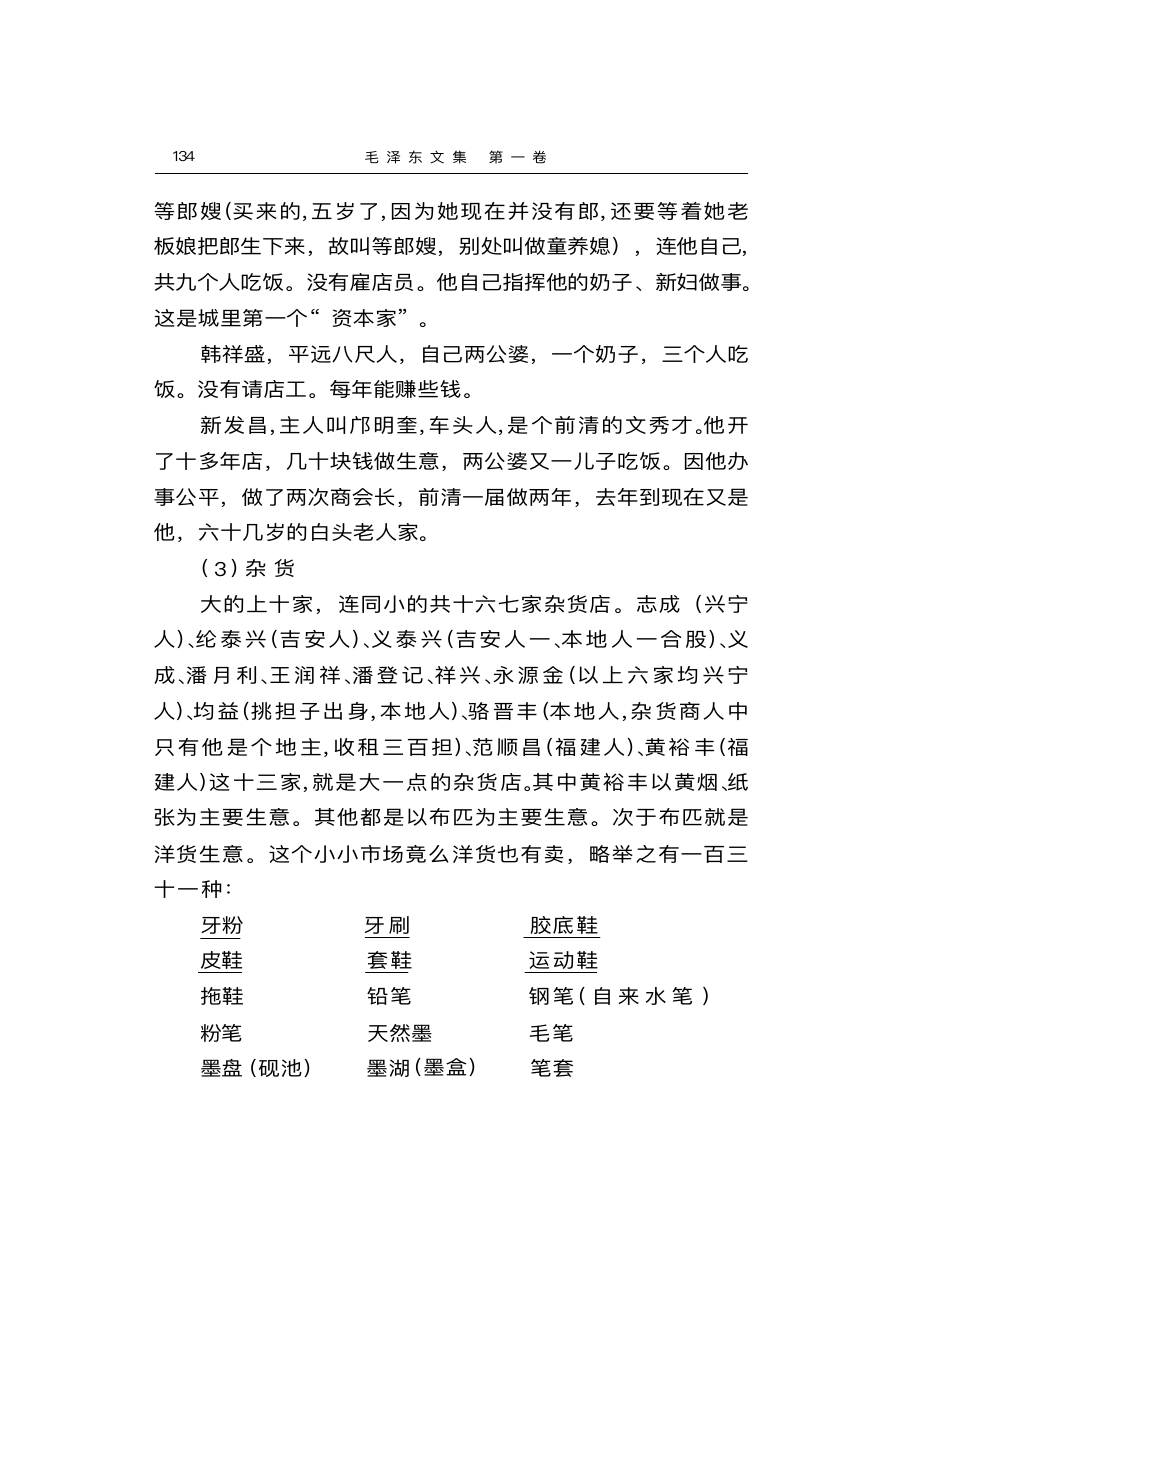 134 毛泽东文集 第一卷
等郎嫂(买来的,五岁了,因为她现在并没有郎,还要等着她老
板娘把郎生下来，故叫等郎嫂，别处叫做童养媳），连他自己,
共九个人吃饭。没有雇店员。他自己指挥他的奶子、新妇做事。
这是城里第一个“资本家”。
韩祥盛，平远八尺人，自己两公婆，一个奶子，三个人吃
饭。没有请店工。每年能赚些钱。
新发昌,主人叫邝明奎,车头人,是个前清的文秀才。他开
了十多年店，几十块钱做生意，两公婆又一儿子吃饭。因他办
事公平，做了两次商会长，前清一届做两年，去年到现在又是
他，六十几岁的白头老人家。
(3)杂货
大的上十家，连同小的共十六七家杂货店。志成（兴宁
人)、纶泰兴(吉安人)、义泰兴(吉安人一、本地人一合股)、义
成、潘月利、王润祥、潘登记、祥兴、永源金(以上六家均兴宁
人)、均益(挑担子出身,本地人)、骆晋丰(本地人,杂货商人中
只有他是个地主,收租三百担)、范顺昌(福建人)、黄裕丰(福
建人)这十三家,就是大一点的杂货店。其中黄裕丰以黄烟、纸
张为主要生意。其他都是以布匹为主要生意。次于布匹就是
洋货生意。这个小小市场竟么洋货也有卖，略举之有一百三
十一种：
牙粉 牙刷 胶底鞋
皮鞋 套鞋 运动鞋
拖鞋 铅笔 钢笔(自来水笔)
粉笔 天然墨 毛笔
墨盘(砚池) 墨湖(墨盒) 笔套